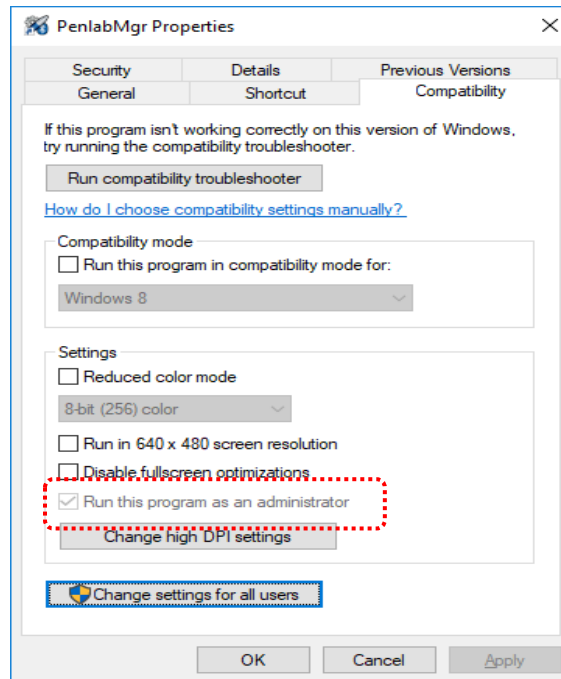 PenlabMgr Properties
Security Details Previous Versions
General Shortcut Compatibility
If this program isn't working correctly on this version of Windows,
try running the compatibility troubleshooter.
Run compatibility troubleshooter
How do I choose compatibility settings manually?
Compatibility mode
Run this program in compatibility mode for:
Windows 8
Settings
Reduced color mode
8-bit (256) color
Run in 640 x 480 screen resolution
Disable fullscreen optimizations
Run this program as an administrator
Change high DPI settings
Change settings for all users
OK Cancel Apply